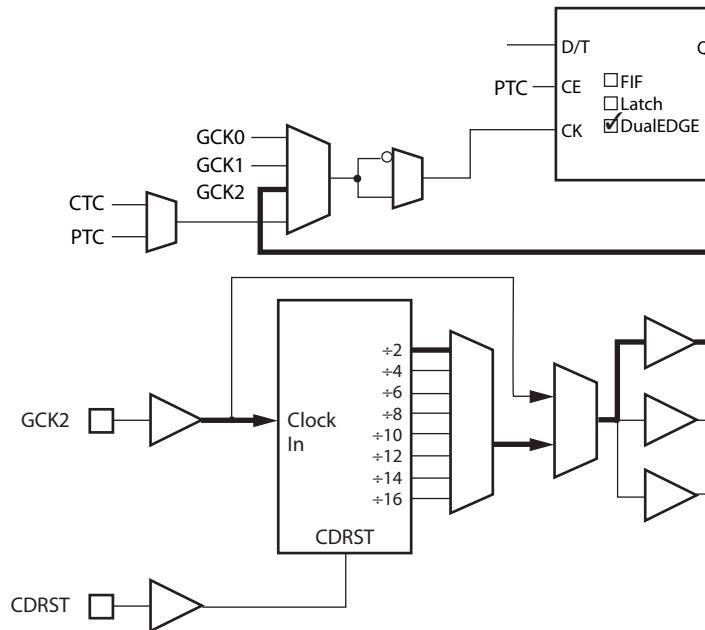 D/T
Q
PTC
CE
FIF
Latch
DualEDGE
CK
GCK0
GCK1
GCK2
CTC
PTC
÷2
÷4
÷6
÷8
÷10
÷12
÷14
÷16
GCK2
Clock
In
CDRST
CDRST